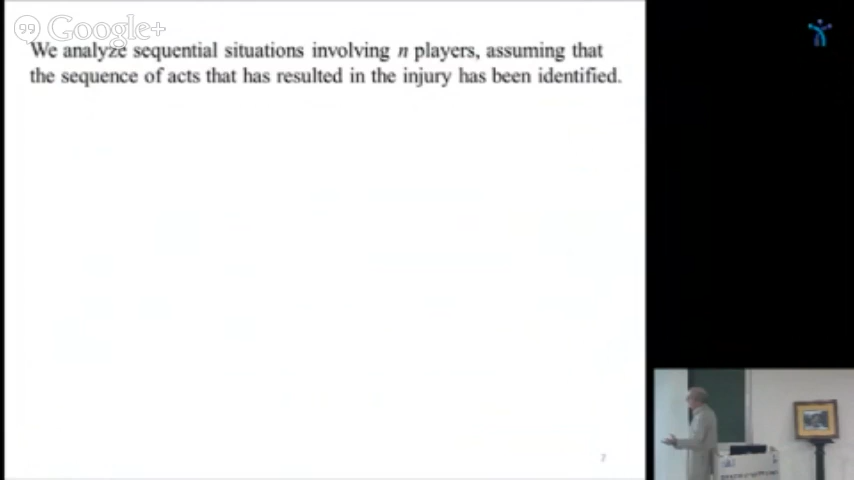 Google+
We analyze sequential situations involving n players, assuming that
the sequence of acts that has resulted in the injury has been identified.
7